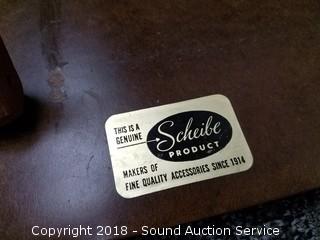 THIS IS A
GENUINE
Scheibe
PRODUCT
MAKERS OF
FINE QUALITY ACCESSORIES SINCE 1914
Copyright 2018 - Sound Auction Service